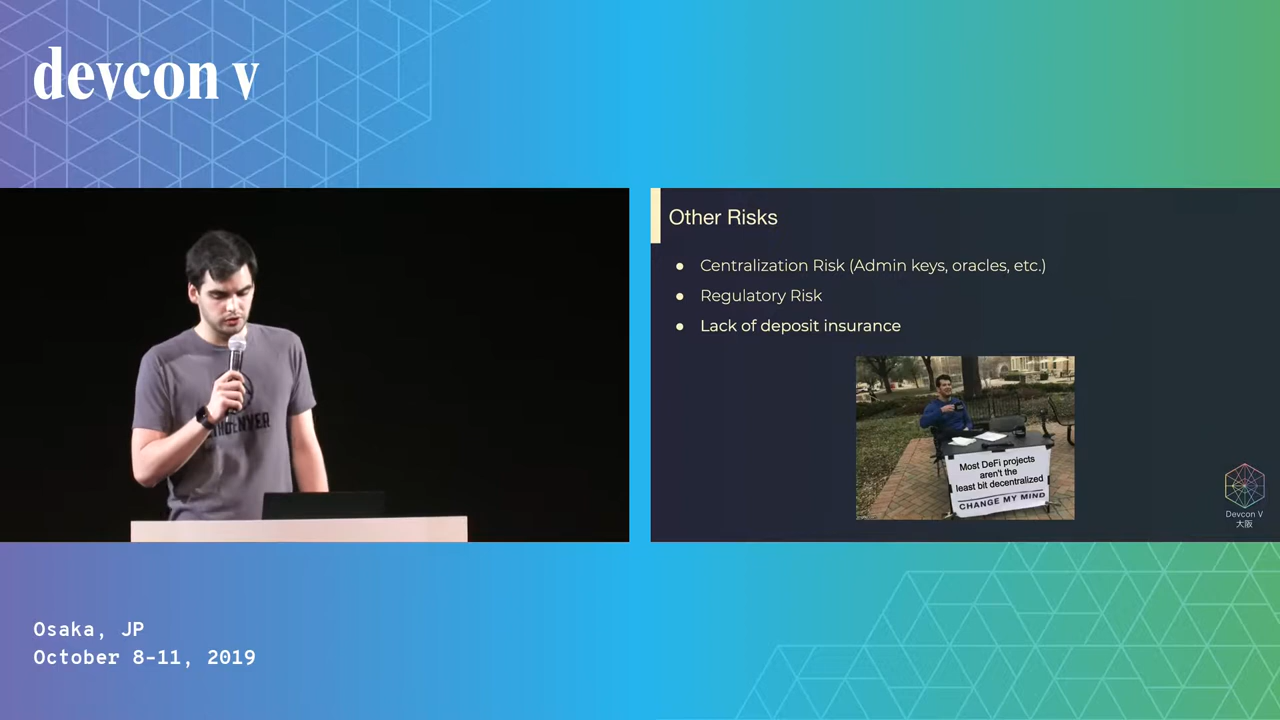 devcon v
Other Risks
● Centralization Risk (Admin keys, oracles, etc.)
● Regulatory Risk
● Lack of deposit insurance
Most DeFi projects
aren't the
least bit decentralized
CHANGE MY MIND
Devcon V
大阪
Osaka, JP
October 8-11, 2019